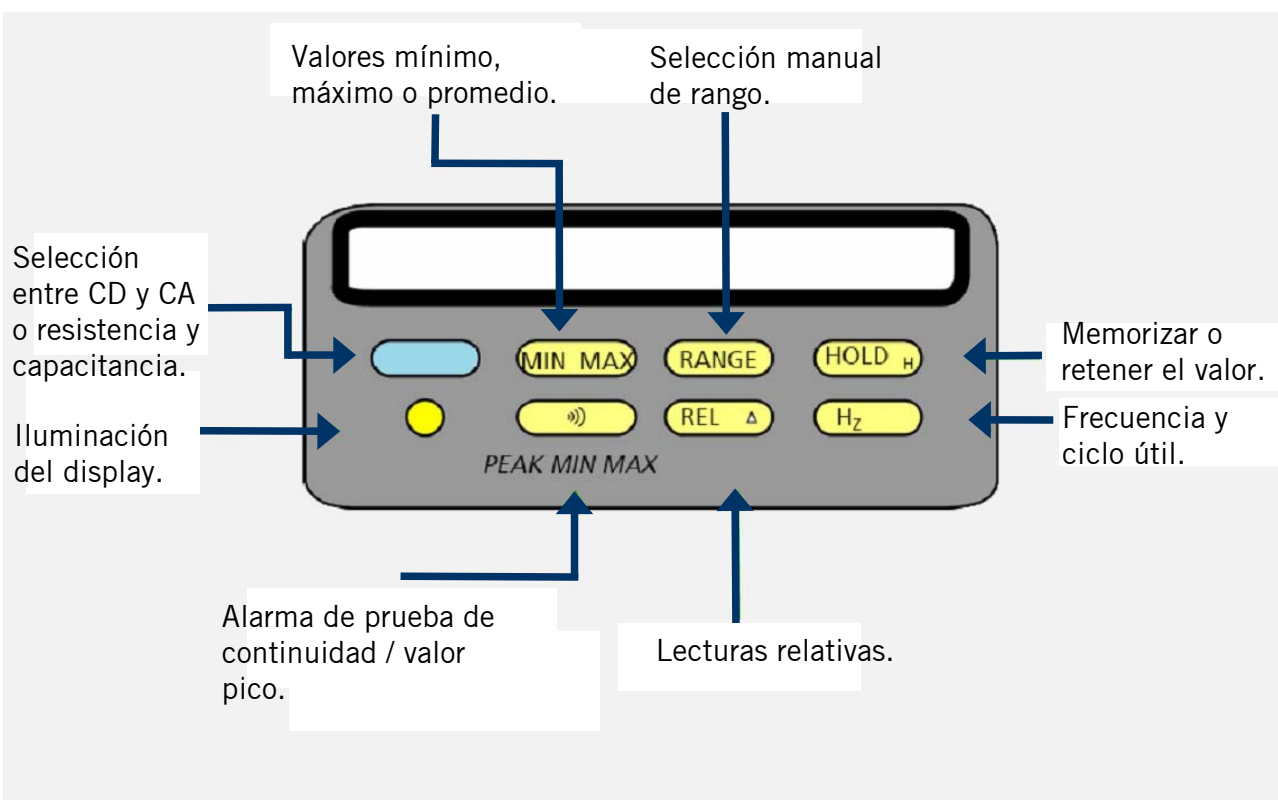 Valores mínimo,
máximo o promedio.
Selección manual
de rango.
Selección
entre CD y CA
o resistencia y
capacitancia.
Iluminación
del display.
MIN MAX
RANGE
HOLD H
REL Δ
Hz
PEAK MIN MAX
Memorizar o
retener el valor.
Frecuencia y
ciclo útil.
Alarma de prueba de
continuidad / valor
pico.
Lecturas relativas.